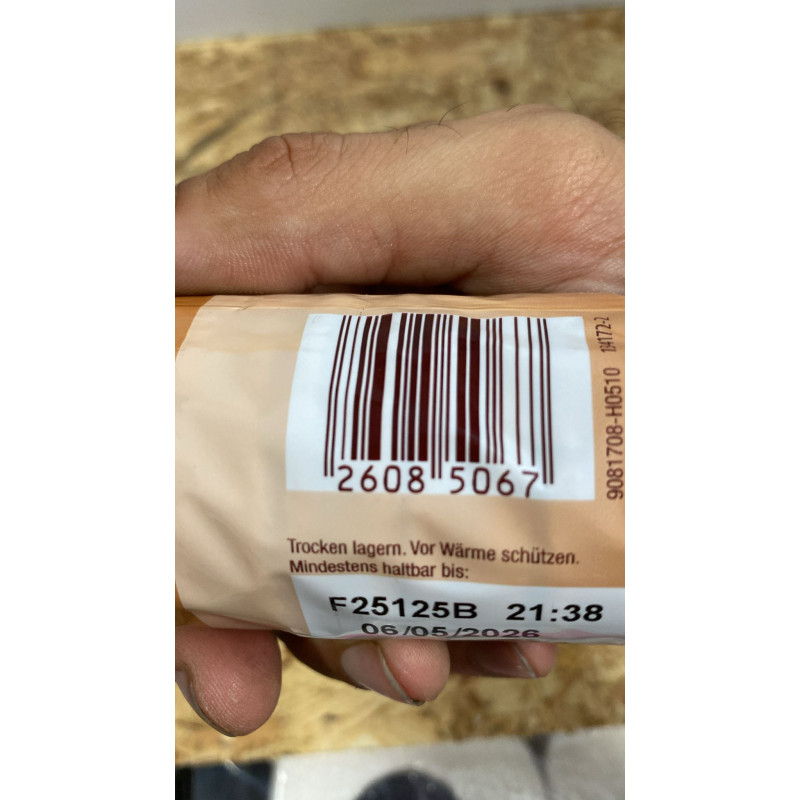 2608 5067
9081708-H0510 134172-2
Trocken lagern. Vor Wärme schützen.
Mindestens haltbar bis:
F25125B 21:38
06/05/2026